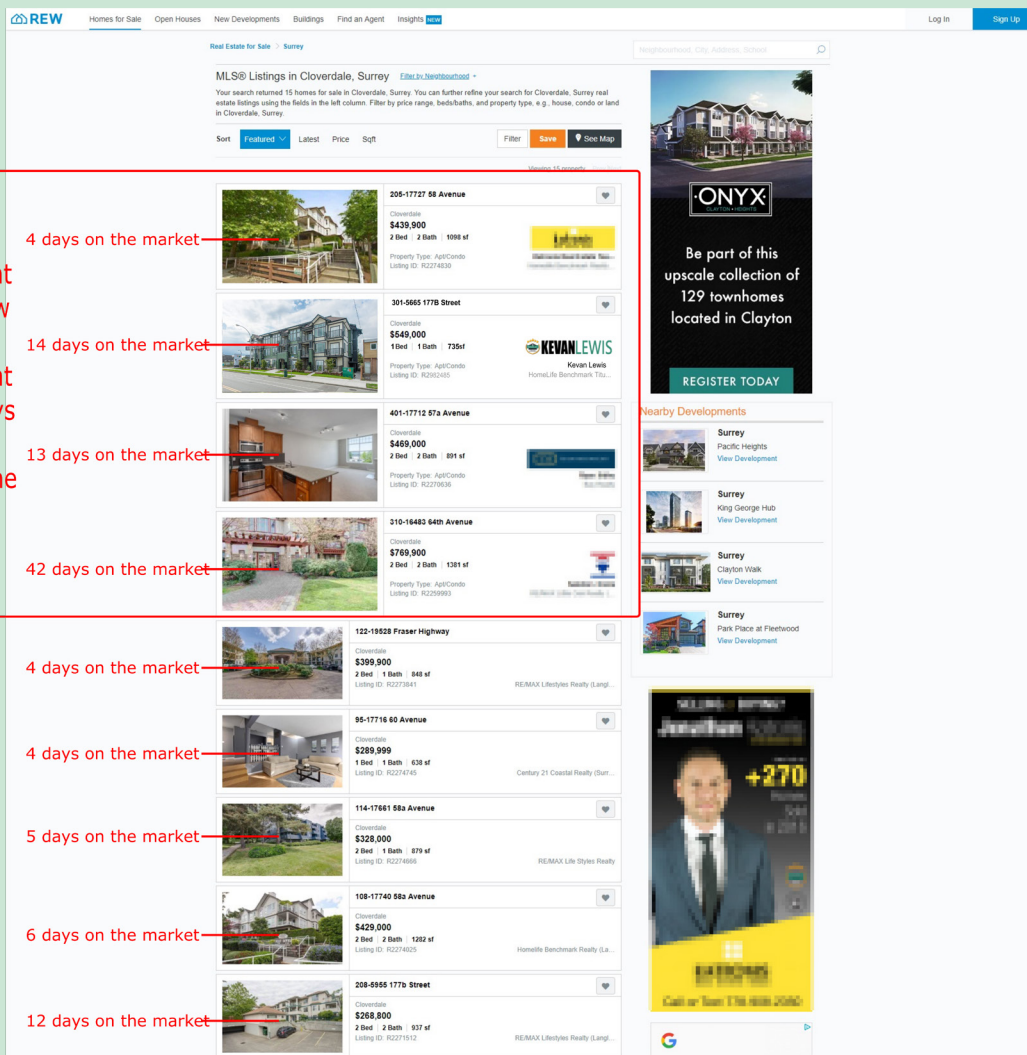 REW
Homes for Sale Open Houses New Developments Buildings Find an Agent Insights NEW
Log In Sign Up
Real Estate for Sale > Surrey
Neighbourhood, City, Address, School
MLS® Listings in Cloverdale, Surrey Filter by Neighbourhood
Your search returned 15 homes for sale in Cloverdale, Surrey. You can further refine your search for Cloverdale, Surrey real
estate listings using the fields in the left column. Filter by price range, beds/baths, and property type, e.g., house, condo or land
in Cloverdale, Surrey.
Sort Featured Latest Price Sqft
Filter Save See Map
Viewing 15 property
4 days on the market
205-17727 58 Avenue
Cloverdale
$439,900
2 Bed | 2 Bath | 1098 sf
Property Type: Apt/Condo
Listing ID: R2274830
14 days on the market
301-5665 177B Street
Cloverdale
$549,000
1Bed | 1 Bath | 735sf
Property Type: Apt/Condo
Listing ID: R2982485
KEVANLEWIS
Kevan Lewis
HomeLife Benchmark Titu...
13 days on the market
401-17712 57a Avenue
Cloverdale
$469,000
2 Bed | 2 Bath | 891 sf
Property Type: Apt/Condo
Listing ID: R2270636
42 days on the market
310-16483 64th Avenue
Cloverdale
$769,900
2 Bed | 2 Bath | 1381 sf
Property Type: Apt/Condo
Listing ID: R2259993
4 days on the market
122-19528 Fraser Highway
Cloverdale
$399,900
2 Bed | 1 Bath | 848 sf
Listing ID: R2273841
RE/MAX Lifestyles Realty (Langl...
4 days on the market
95-17716 60 Avenue
Cloverdale
$289,999
1 Bed | 1 Bath | 638 sf
Listing ID: R2274745
Century 21 Coastal Realty (Surr...
5 days on the market
114-17661 58a Avenue
Cloverdale
$328,000
2 Bed | 1 Bath | 879 sf
Listing ID: R2274666
RE/MAX Life Styles Realty
6 days on the market
108-17740 58a Avenue
Cloverdale
$429,000
2 Bed | 2 Bath | 1282 sf
Listing ID: R2274025
Homelife Benchmark Realty (La...
12 days on the market
208-5955 177b Street
Cloverdale
$268,800
2 Bed | 2 Bath | 937 sf
Listing ID: R2271512
RE/MAX Lifestyles Realty (Langl...
ONYX
CLAYTON • HEIGHTS
Be part of this
upscale collection of
129 townhomes
located in Clayton
REGISTER TODAY
Nearby Developments
Surrey
Pacific Heights
View Development
Surrey
King George Hub
View Development
Surrey
Clayton Walk
View Development
Surrey
Park Place at Fleetwood
View Development
+270
G